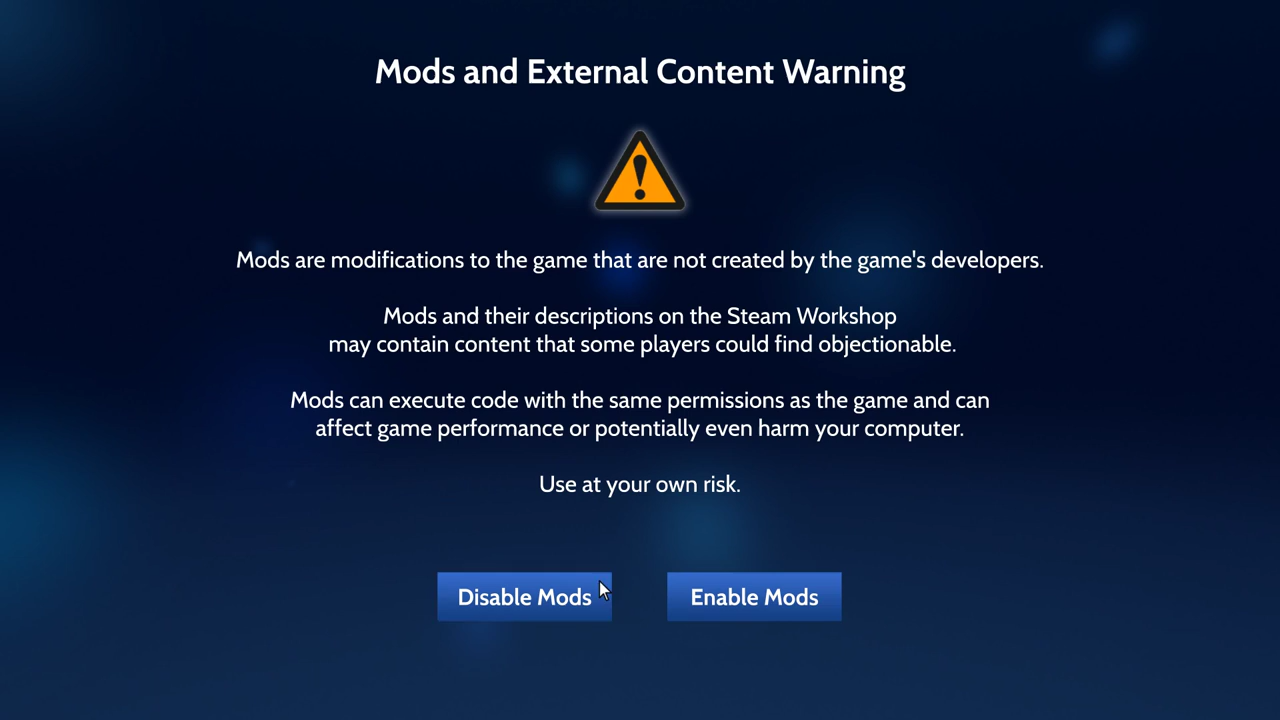 Mods and External Content Warning
Mods are modifications to the game that are not created by the game's developers.
Mods and their descriptions on the Steam Workshop
may contain content that some players could find objectionable.
Mods can execute code with the same permissions as the game and can
affect game performance or potentially even harm your computer.
Use at your own risk.
Disable Mods
Enable Mods